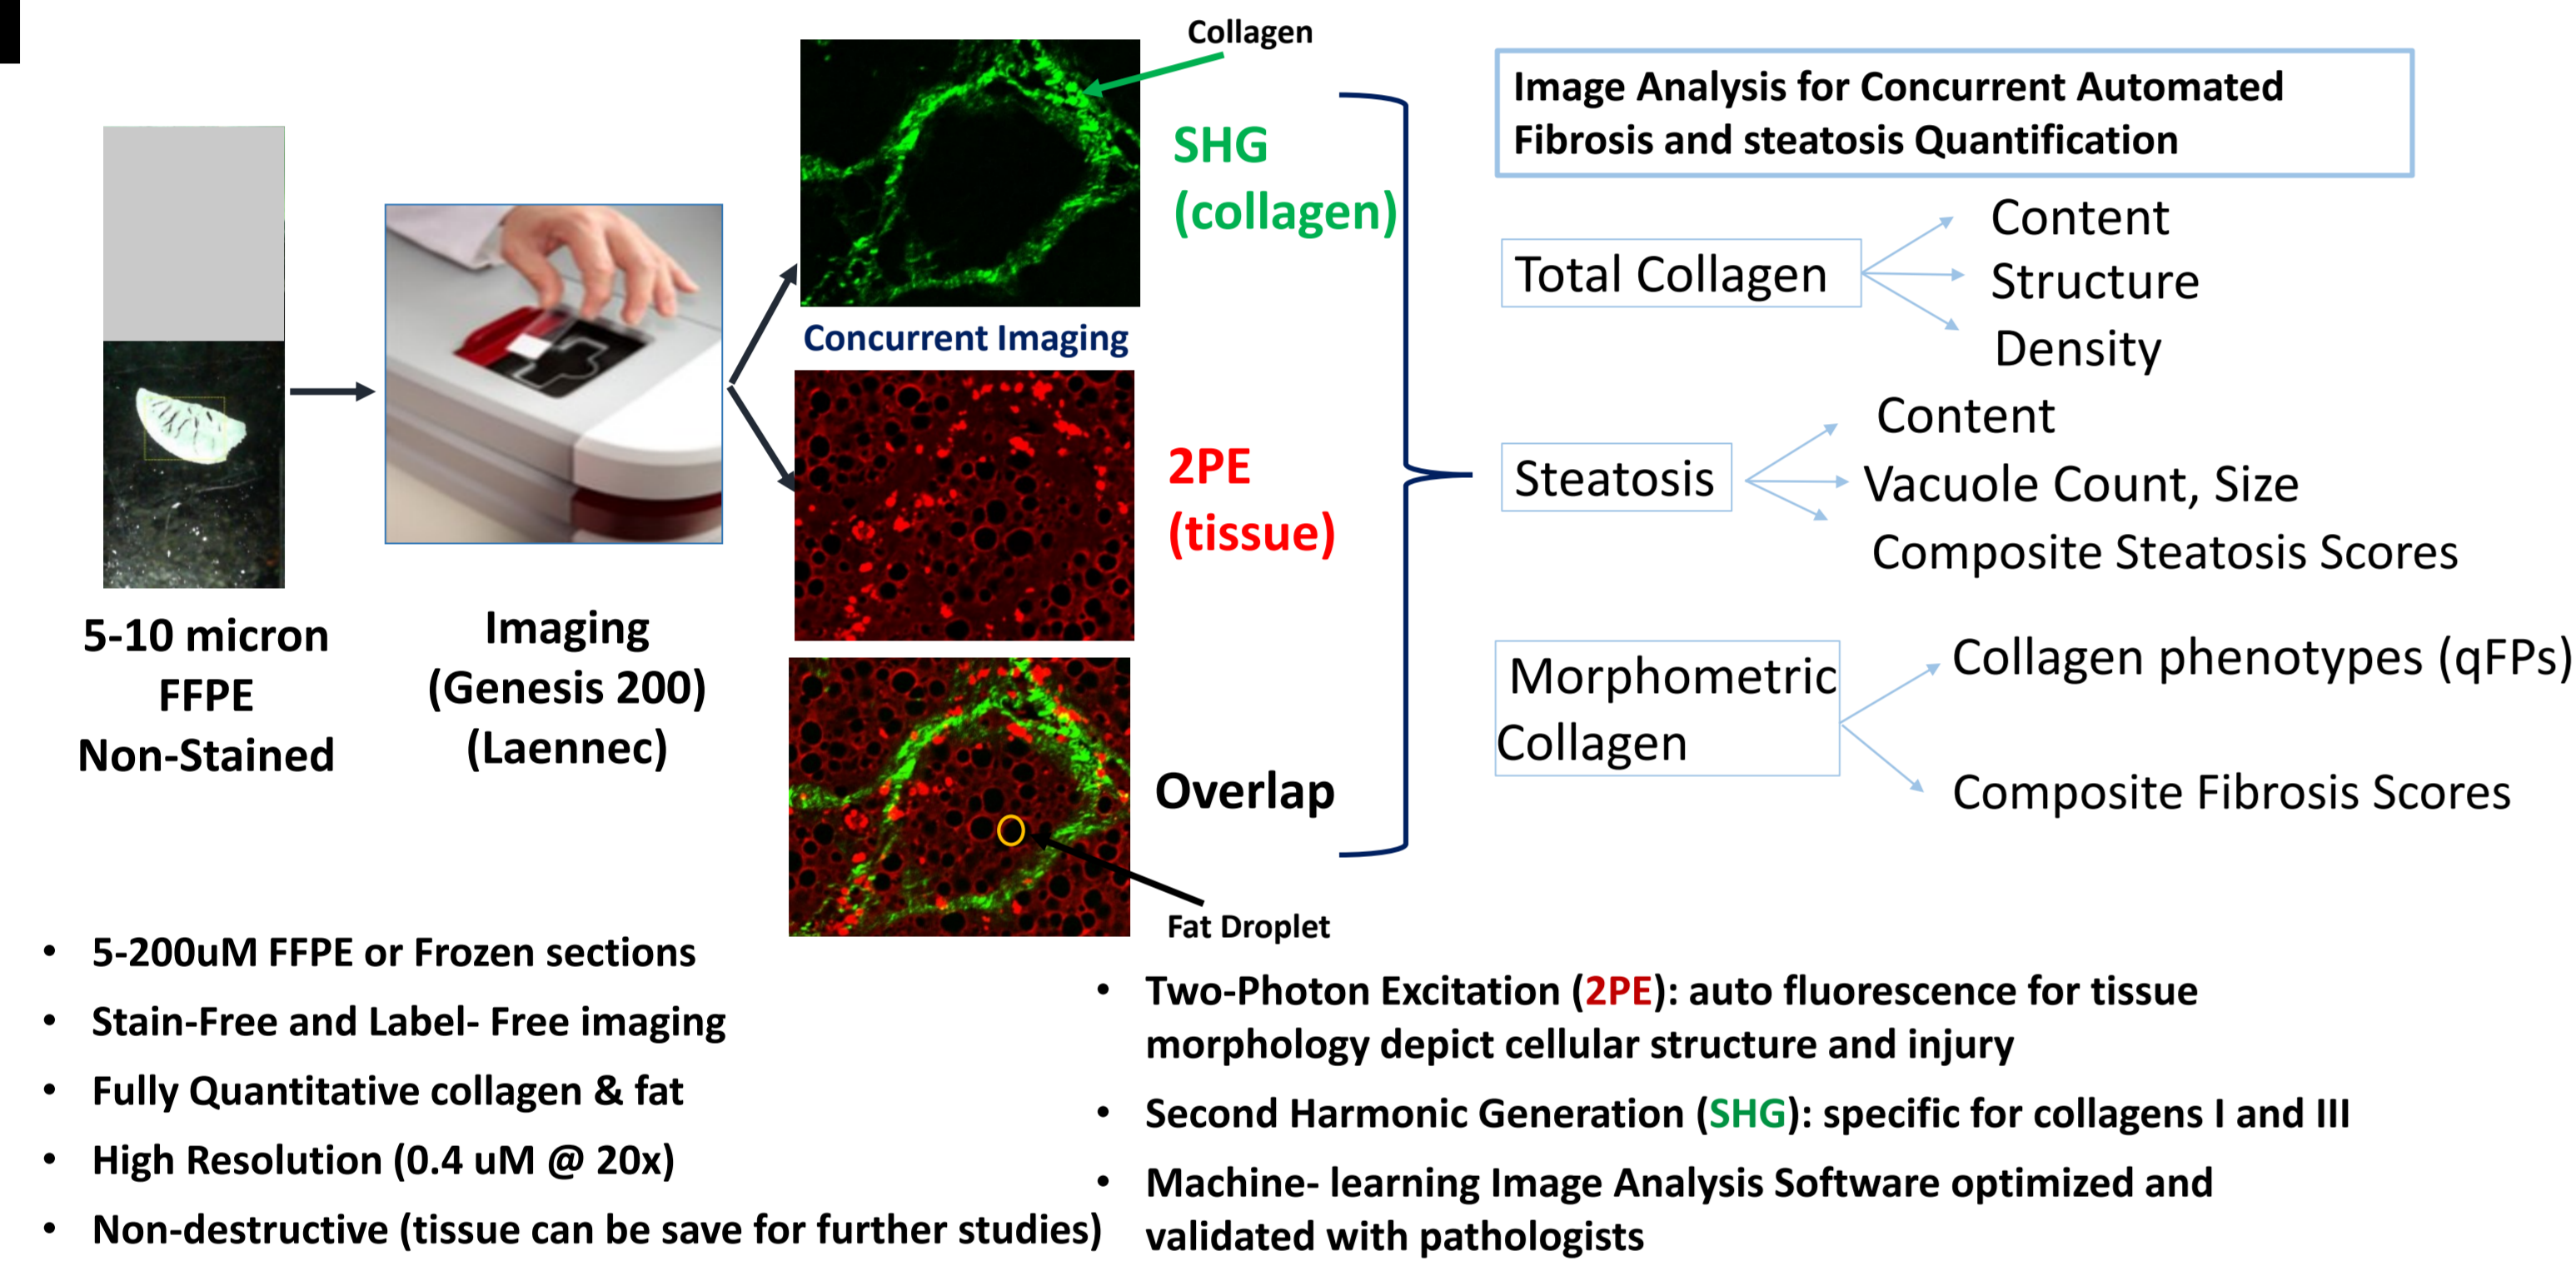 Collagen
SHG
(collagen)
Concurrent Imaging
2PE
(tissue)
Overlap
Fat Droplet
5-10 micron
FFPE
Non-Stained
Imaging
(Genesis 200)
(Laennec)
Image Analysis for Concurrent Automated
Fibrosis and steatosis Quantification
Total Collagen
Content
Structure
Density
Steatosis
Content
Vacuole Count, Size
Composite Steatosis Scores
Morphometric
Collagen
Collagen phenotypes (qFPs)
Composite Fibrosis Scores
• 5-200uM FFPE or Frozen sections
• Stain-Free and Label- Free imaging
• Fully Quantitative collagen & fat
• High Resolution (0.4 uM @ 20x)
• Non-destructive (tissue can be save for further studies)
• Two-Photon Excitation (2PE): auto fluorescence for tissue
morphology depict cellular structure and injury
• Second Harmonic Generation (SHG): specific for collagens I and III
• Machine- learning Image Analysis Software optimized and
validated with pathologists